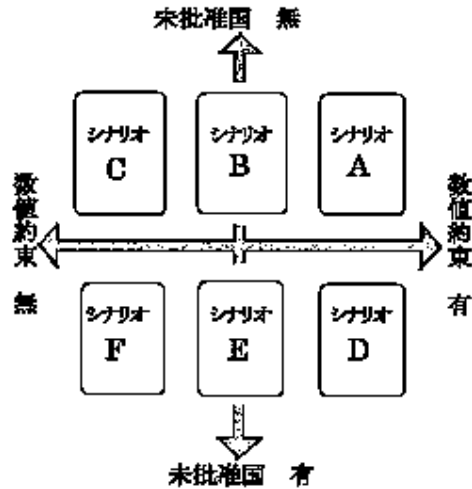 未批准国 無
シナリオ
C
シナリオ
B
シナリオ
A
数値約束 無
数値約束 有
シナリオ
F
シナリオ
E
シナリオ
D
未批准国 有